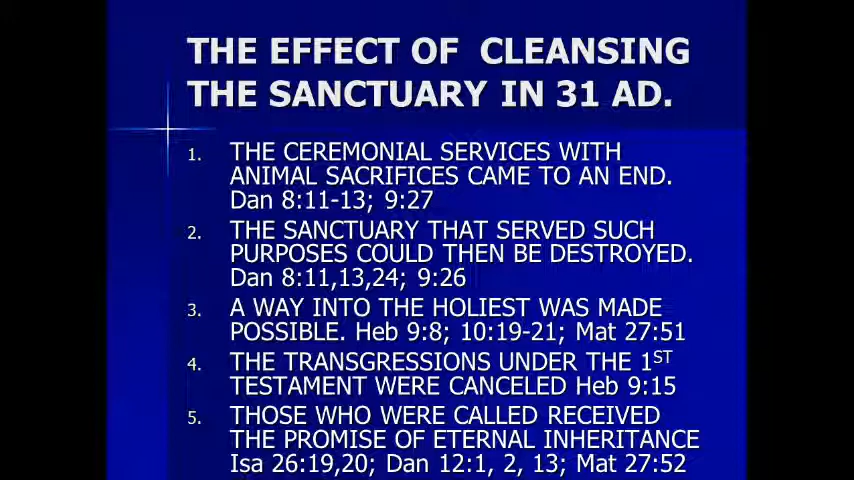 THE EFFECT OF CLEANSING
THE SANCTUARY IN 31 AD.
1. THE CEREMONIAL SERVICES WITH
ANIMAL SACRIFICES CAME TO AN END.
Dan 8:11-13; 9:27
2. THE SANCTUARY THAT SERVED SUCH
PURPOSES COULD THEN BE DESTROYED.
Dan 8:11,13,24; 9:26
3. A WAY INTO THE HOLIEST WAS MADE
POSSIBLE. Heb 9:8; 10:19-21; Mat 27:51
4. THE TRANSGRESSIONS UNDER THE 1ST
TESTAMENT WERE CANCELED Heb 9:15
5. THOSE WHO WERE CALLED RECEIVED
THE PROMISE OF ETERNAL INHERITANCE
Isa 26:19,20; Dan 12:1, 2, 13; Mat 27:52